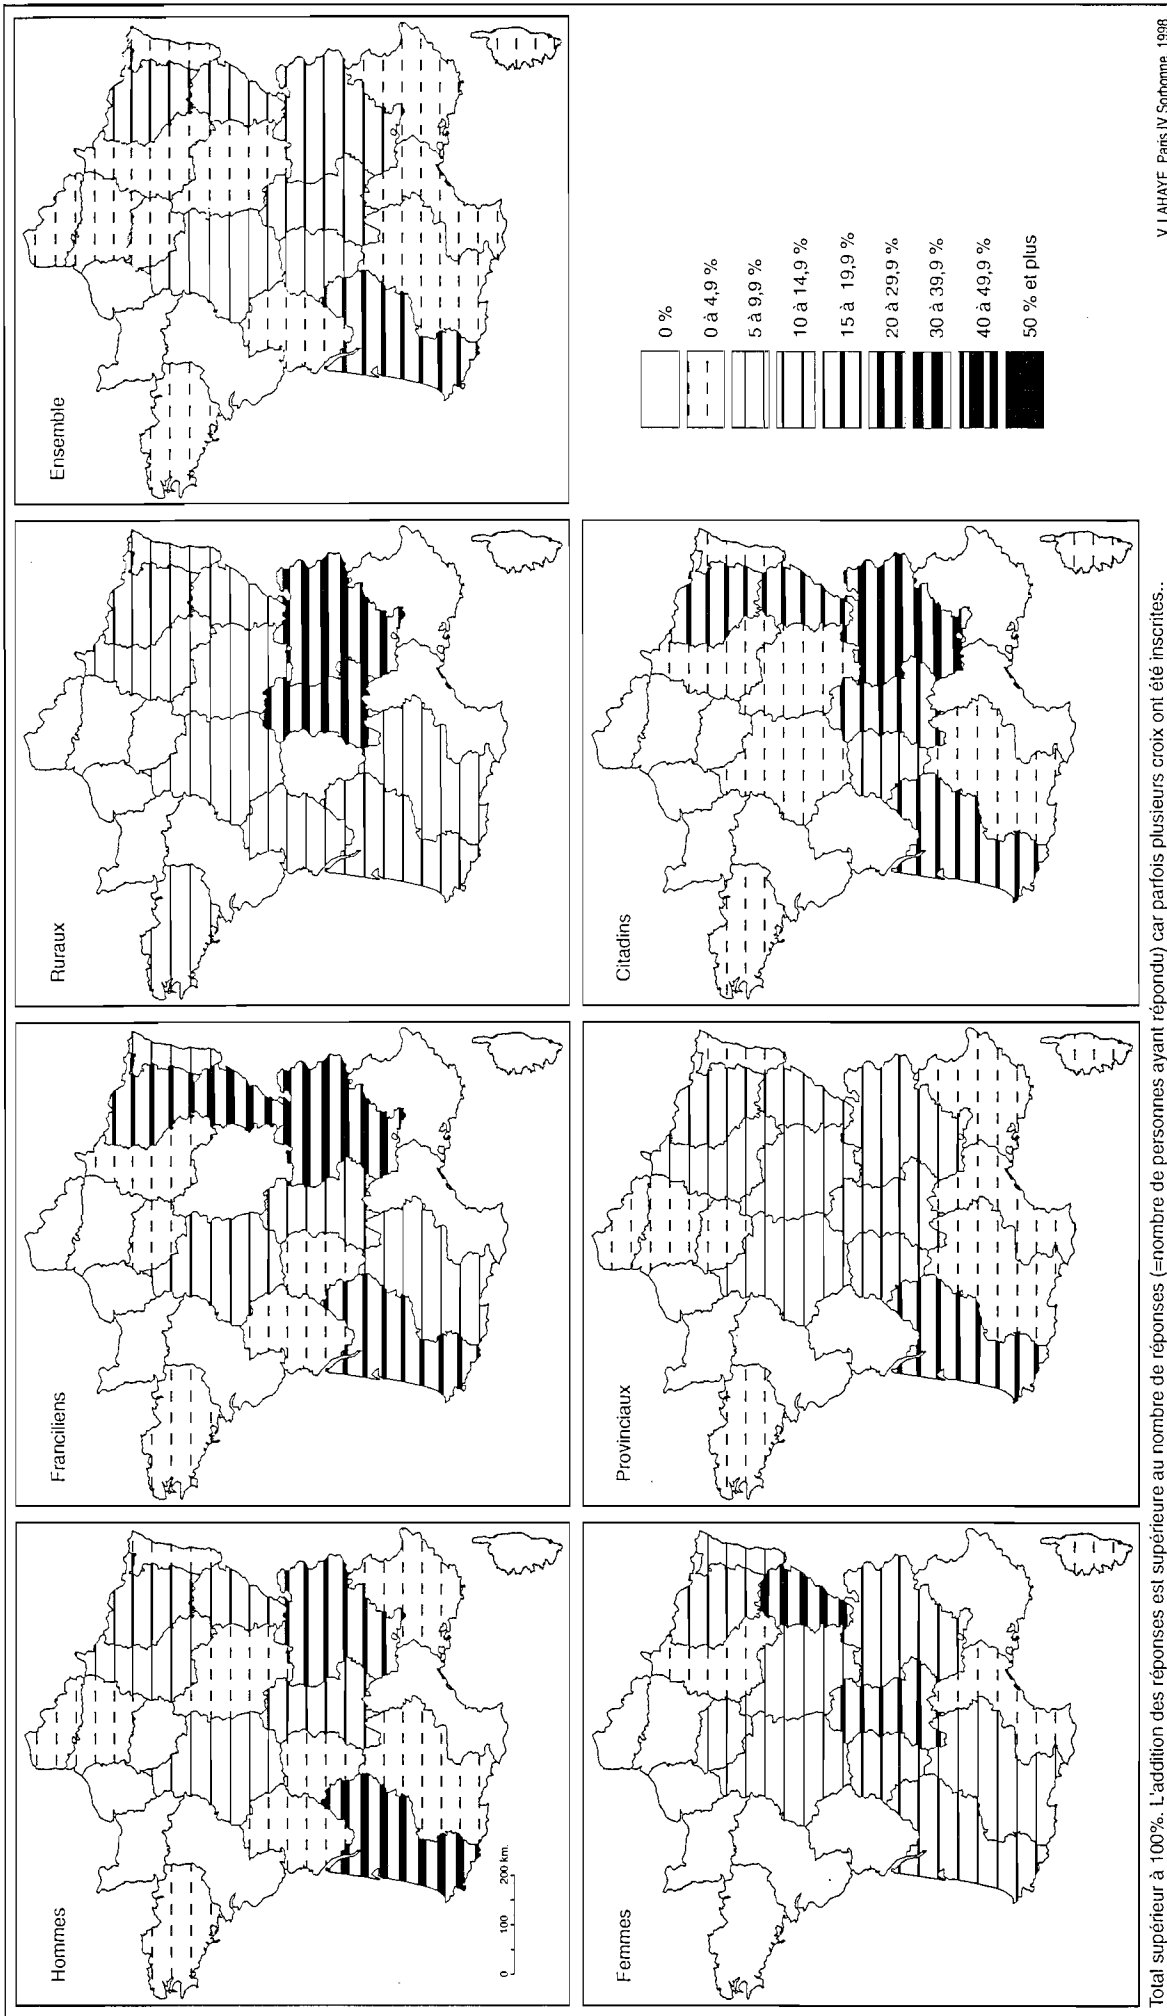 Hommes
0 100 200 km.
Franciliens
Ruraux
Ensemble
Femmes
Provinciaux
Citadins
0 %
0 à 4,9 %
5 à 9,9 %
10 à 14,9 %
15 à 19,9 %
20 à 29,9 %
30 à 39,9 %
40 à 49,9 %
50 % et plus
Total supérieur à 100%. L'addition des réponses est supérieure au nombre de réponses (=nombre de personnes ayant répondu) car parfois plusieurs croix ont été inscrites..
V. LAHAYE, Paris IV Sorbonne, 1998